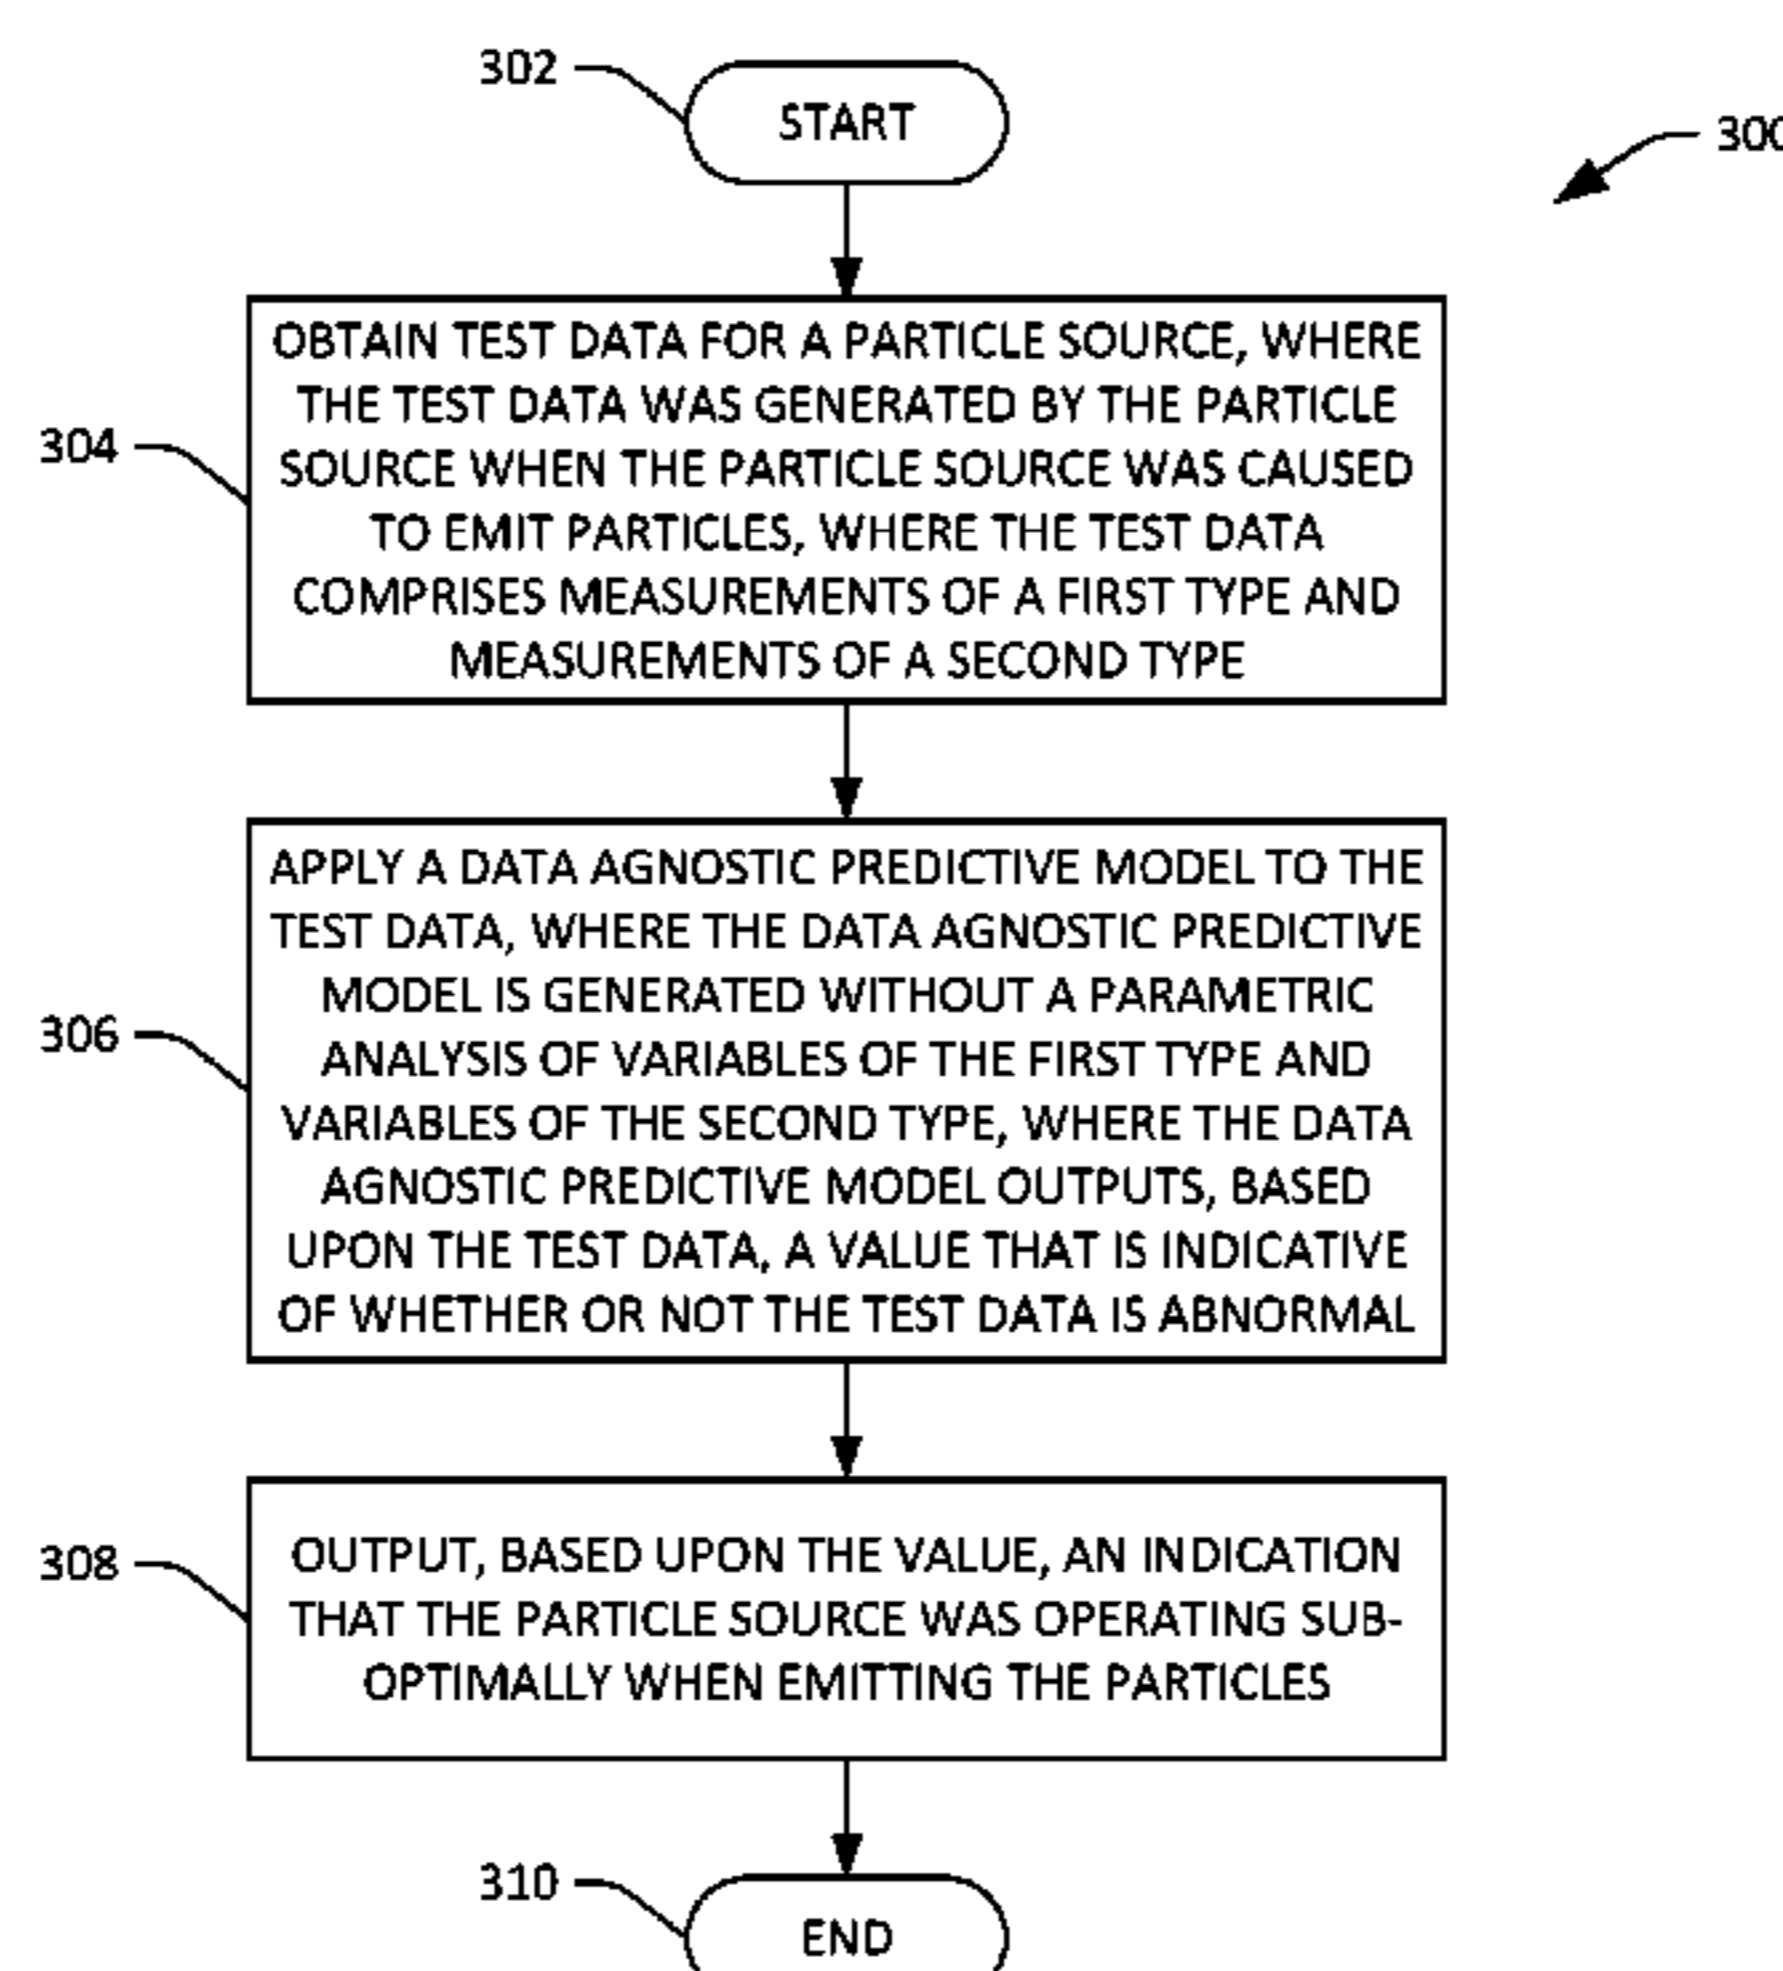 302
START
300
OBTAIN TEST DATA FOR A PARTICLE SOURCE, WHERE
THE TEST DATA WAS GENERATED BY THE PARTICLE
SOURCE WHEN THE PARTICLE SOURCE WAS CAUSED
TO EMIT PARTICLES, WHERE THE TEST DATA
COMPRISES MEASUREMENTS OF A FIRST TYPE AND
MEASUREMENTS OF A SECOND TYPE
304
APPLY A DATA AGNOSTIC PREDICTIVE MODEL TO THE
TEST DATA, WHERE THE DATA AGNOSTIC PREDICTIVE
MODEL IS GENERATED WITHOUT A PARAMETRIC
ANALYSIS OF VARIABLES OF THE FIRST TYPE AND
VARIABLES OF THE SECOND TYPE, WHERE THE DATA
AGNOSTIC PREDICTIVE MODEL OUTPUTS, BASED
UPON THE TEST DATA, A VALUE THAT IS INDICATIVE
OF WHETHER OR NOT THE TEST DATA IS ABNORMAL
306
OUTPUT, BASED UPON THE VALUE, AN INDICATION
THAT THE PARTICLE SOURCE WAS OPERATING SUB-
OPTIMALLY WHEN EMITTING THE PARTICLES
308
310
END